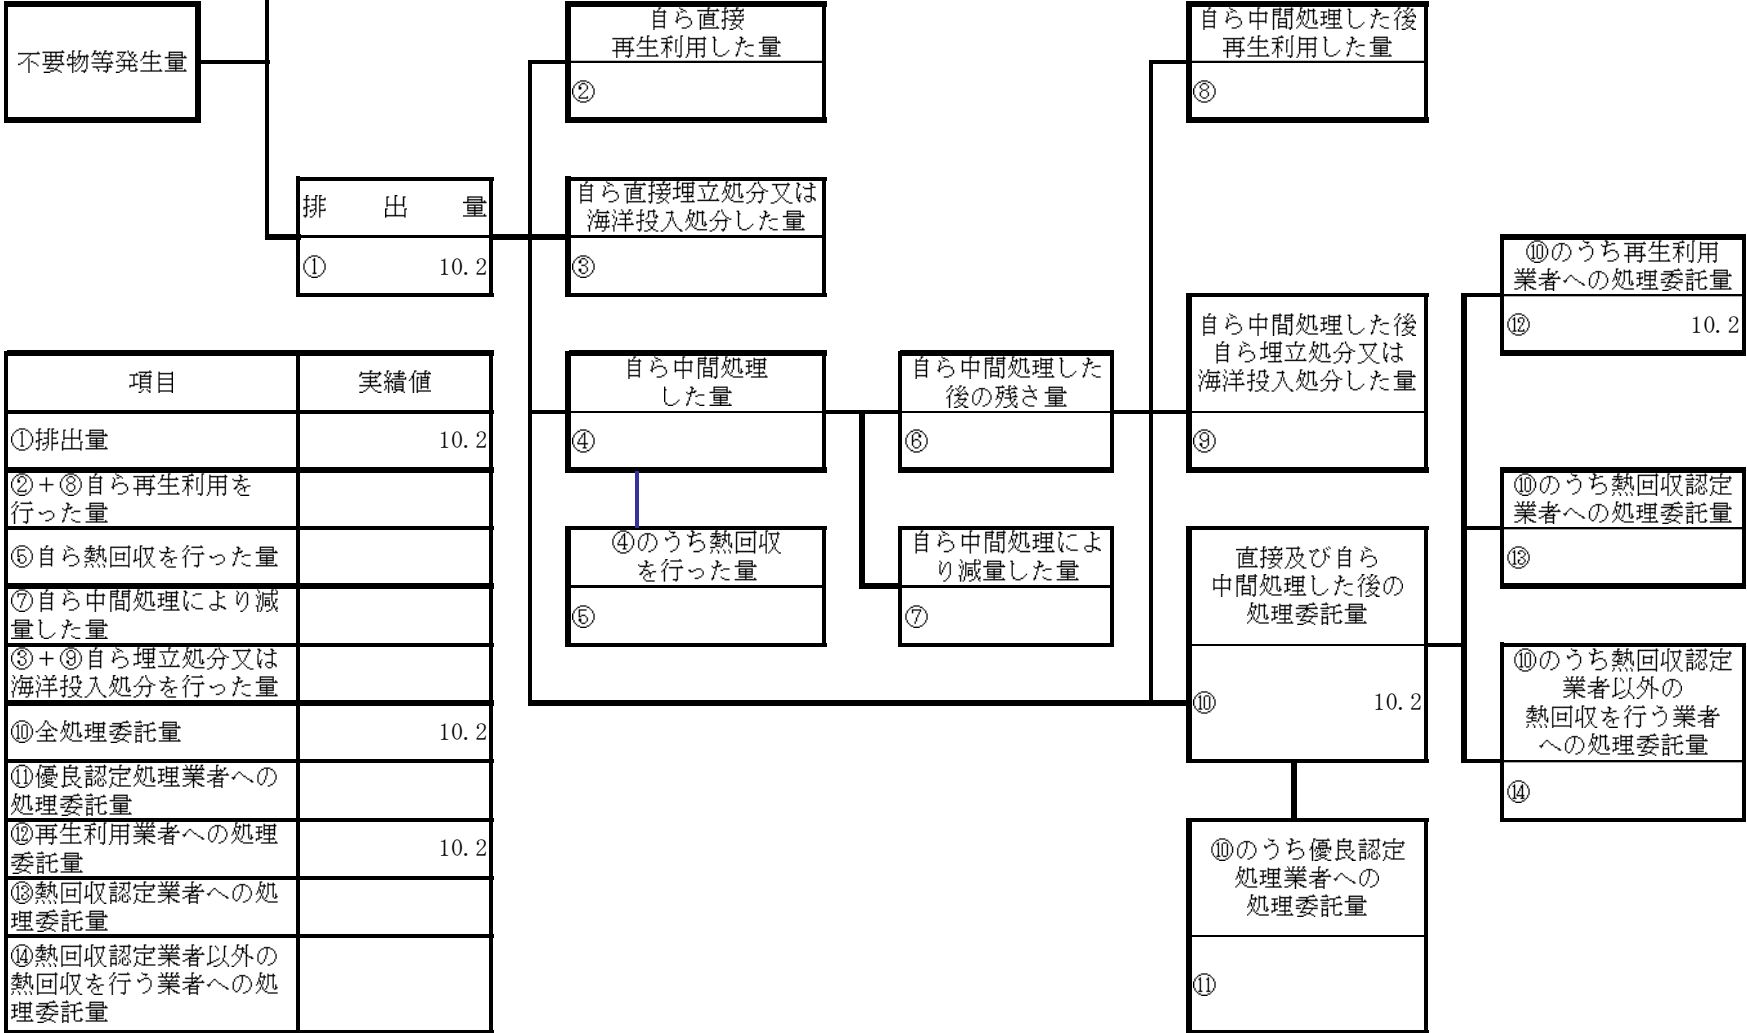 不要物等発生量
自ら直接
再生利用した量
②
自ら中間処理した後
再生利用した量
⑧
排出量
① 10.2
自ら直接埋立処分又は
海洋投入処分した量
③
⑩のうち再生利用
業者への処理委託量
⑫ 10.2
自ら中間処理
した量
④
自ら中間処理した
後の残さ量
⑥
自ら中間処理した後
自ら埋立処分又は
海洋投入処分した量
⑨
⑩のうち熱回収認定
業者への処理委託量
⑬
④のうち熱回収
を行った量
⑤
自ら中間処理によ
り減量した量
⑦
直接及び自ら
中間処理した後の
処理委託量
⑩ 10.2
⑩のうち熱回収認定
業者以外の
熱回収を行う業者
への処理委託量
⑭
⑩のうち優良認定
処理業者への
処理委託量
⑪
項目 実績値
①排出量 10.2
②+⑧自ら再生利用を
行った量
⑤自ら熱回収を行った量
⑦自ら中間処理により減
量した量
③+⑨自ら埋立処分又は
海洋投入処分を行った量
⑩全処理委託量 10.2
⑪優良認定処理業者への
処理委託量
⑫再生利用業者への処理
委託量 10.2
⑬熱回収認定業者への処
理委託量
⑭熱回収認定業者以外の
熱回収を行う業者への処
理委託量